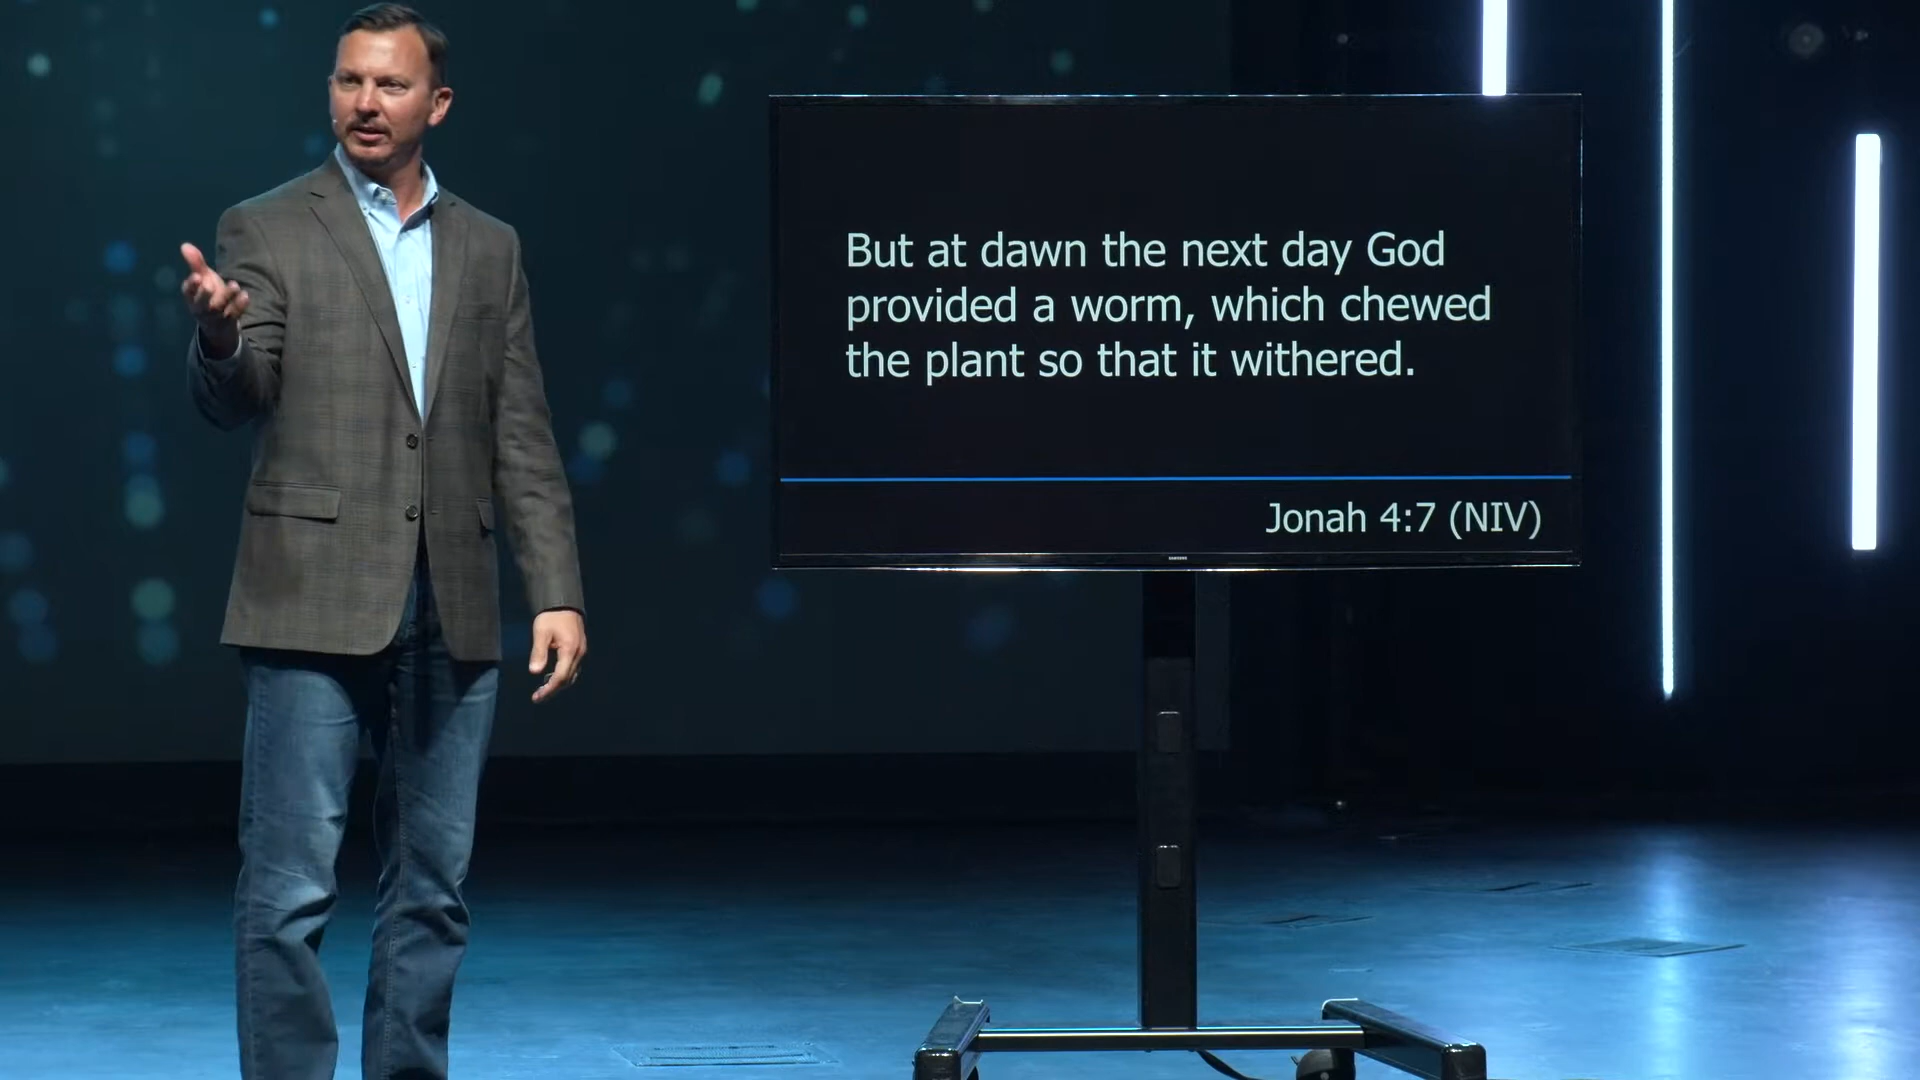 But at dawn the next day God
provided a worm, which chewed
the plant so that it withered.
Jonah 4:7 (NIV)
SAMSUNG